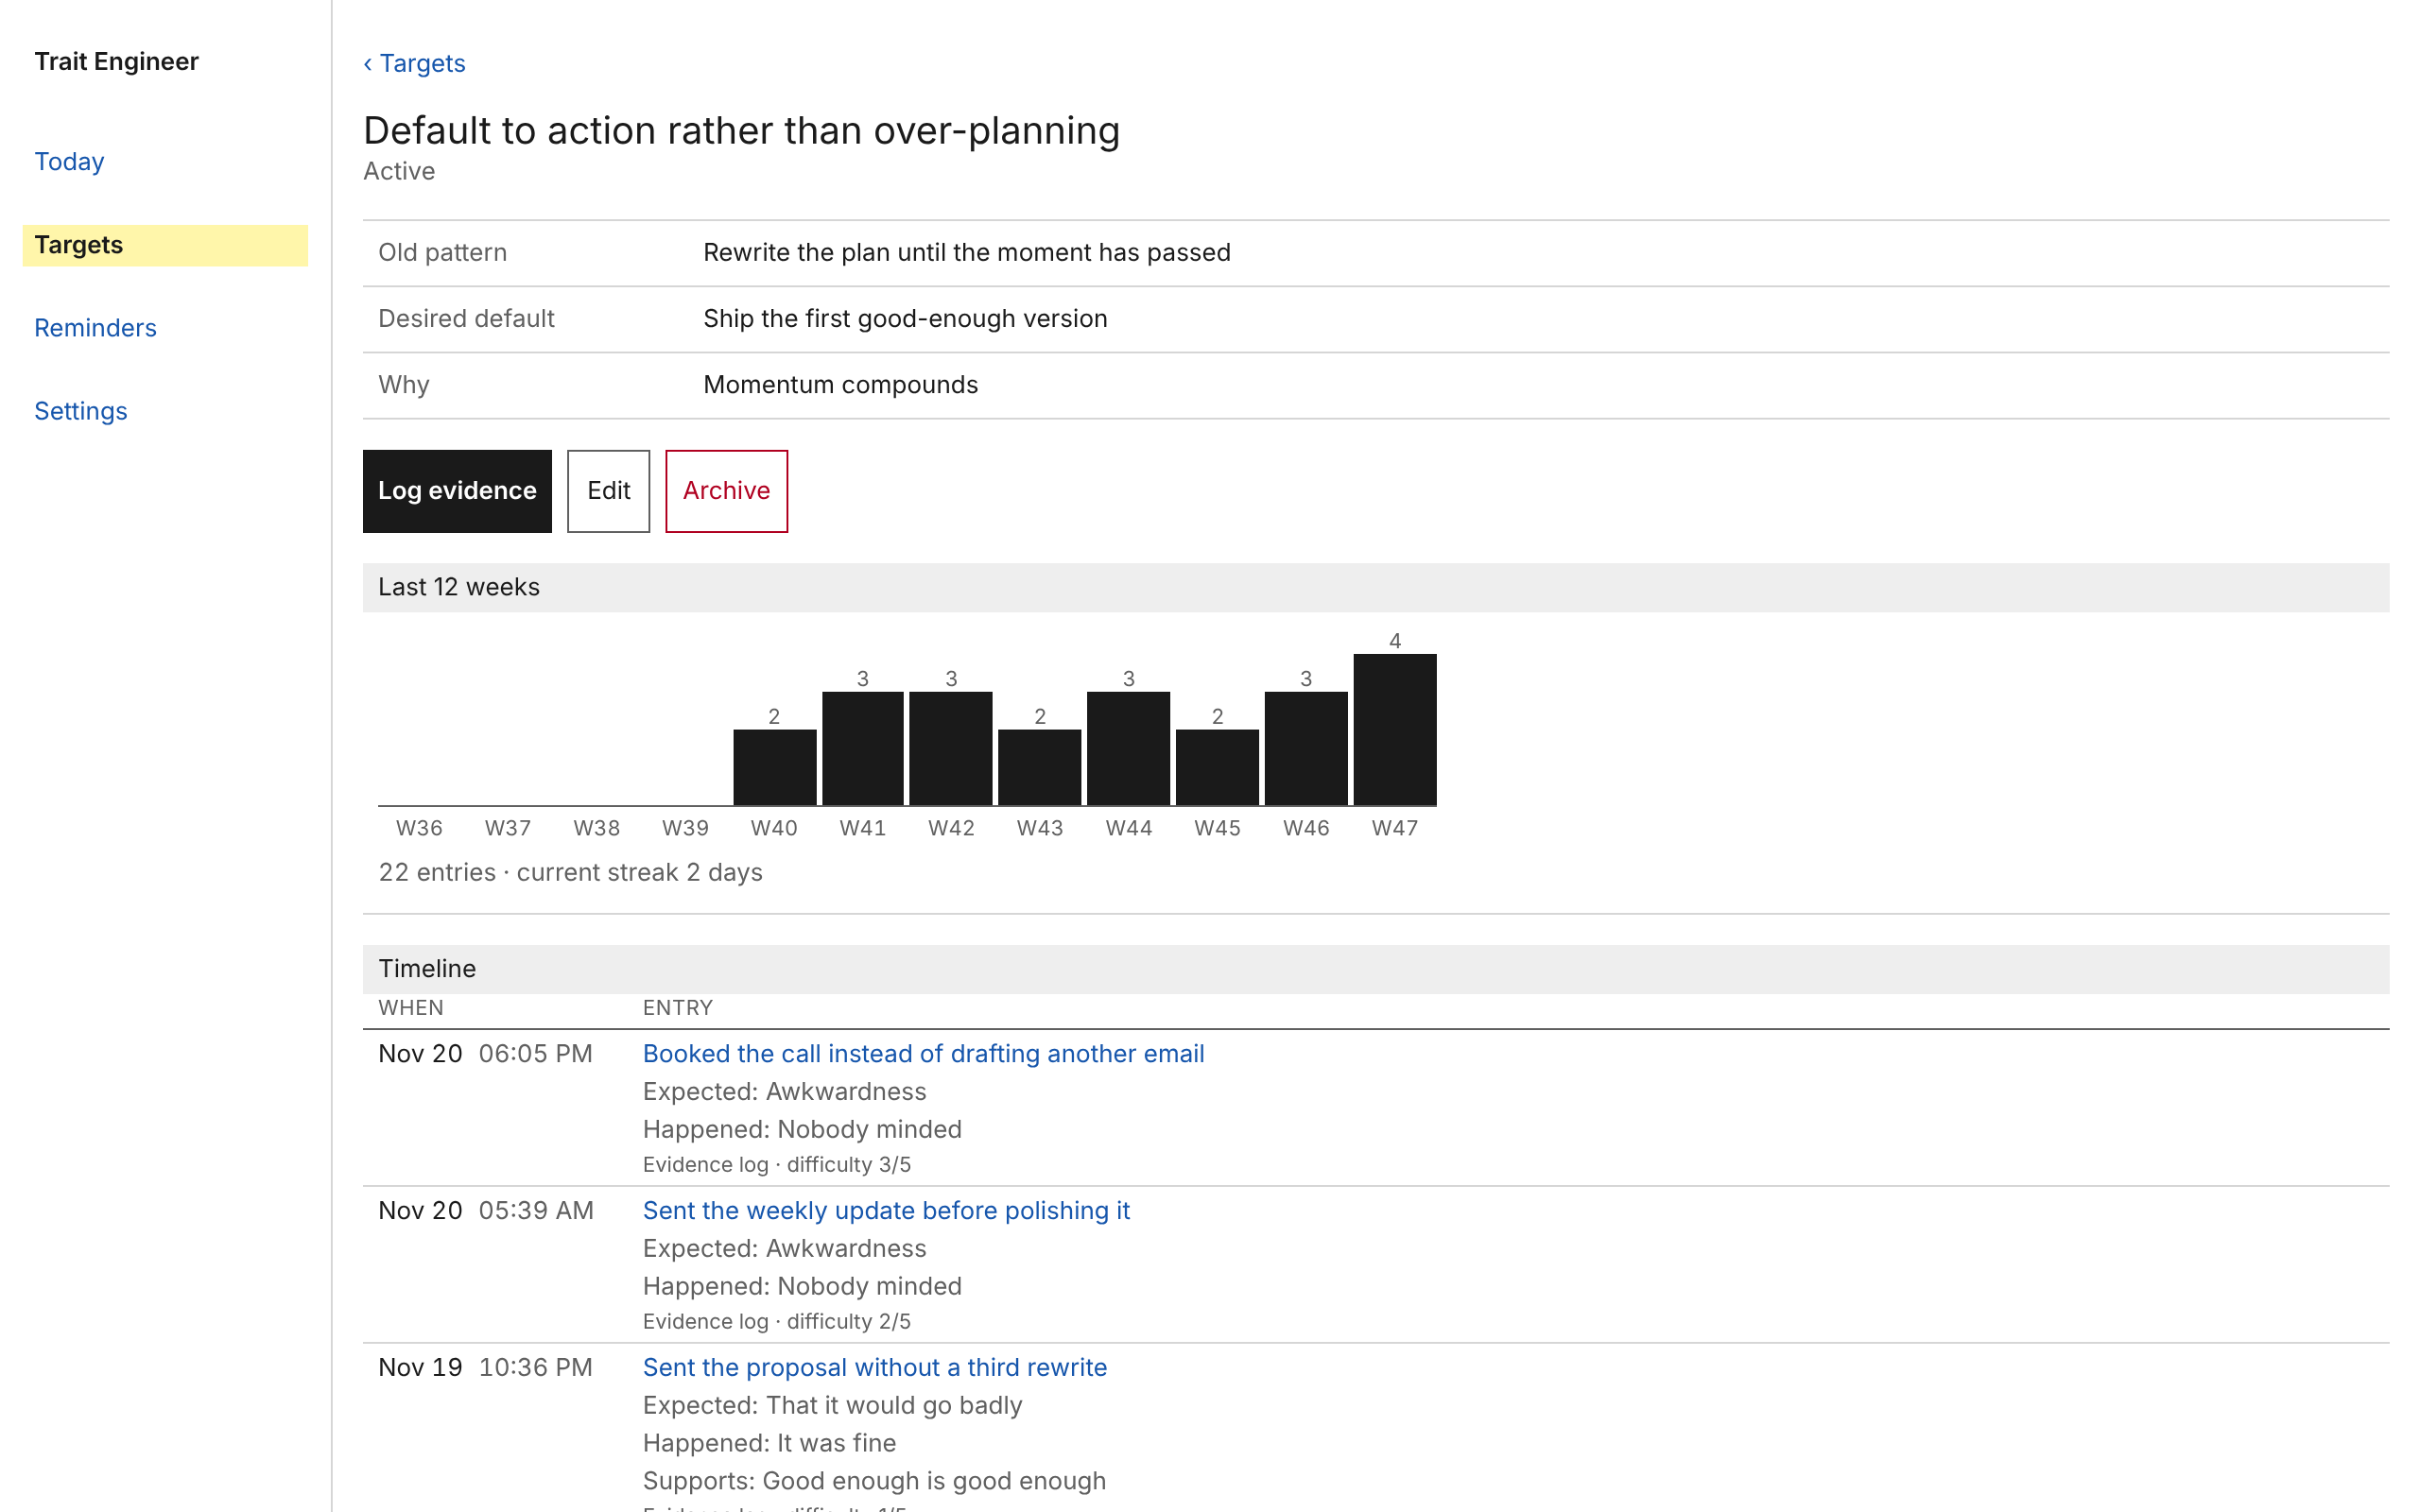 Trait Engineer
Today
Targets
Reminders
Settings
‹ Targets
Default to action rather than over-planning
Active
Old pattern Rewrite the plan until the moment has passed
Desired default Ship the first good-enough version
Why Momentum compounds
Log evidence Edit Archive
Last 12 weeks
2 3 3 2 3 2 3 4
W36 W37 W38 W39 W40 W41 W42 W43 W44 W45 W46 W47
22 entries · current streak 2 days
Timeline
WHEN ENTRY
Nov 20 06:05 PM Booked the call instead of drafting another email
Expected: Awkwardness
Happened: Nobody minded
Evidence log · difficulty 3/5
Nov 20 05:39 AM Sent the weekly update before polishing it
Expected: Awkwardness
Happened: Nobody minded
Evidence log · difficulty 2/5
Nov 19 10:36 PM Sent the proposal without a third rewrite
Expected: That it would go badly
Happened: It was fine
Supports: Good enough is good enough